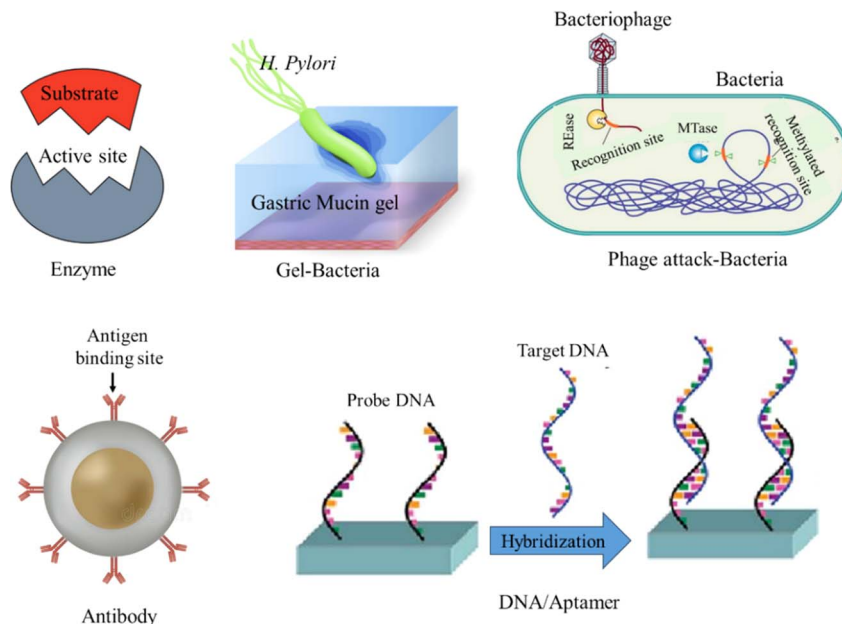 Substrate
Active site
Enzyme
H. Pylori
Gastric Mucin gel
Gel-Bacteria
Bacteriophage
Bacteria
REase
Recognition site
MTase
Methylated
recognition site
Phage attack-Bacteria
Antigen
binding site
Antibody
Probe DNA
Target DNA
Hybridization
DNA/Aptamer